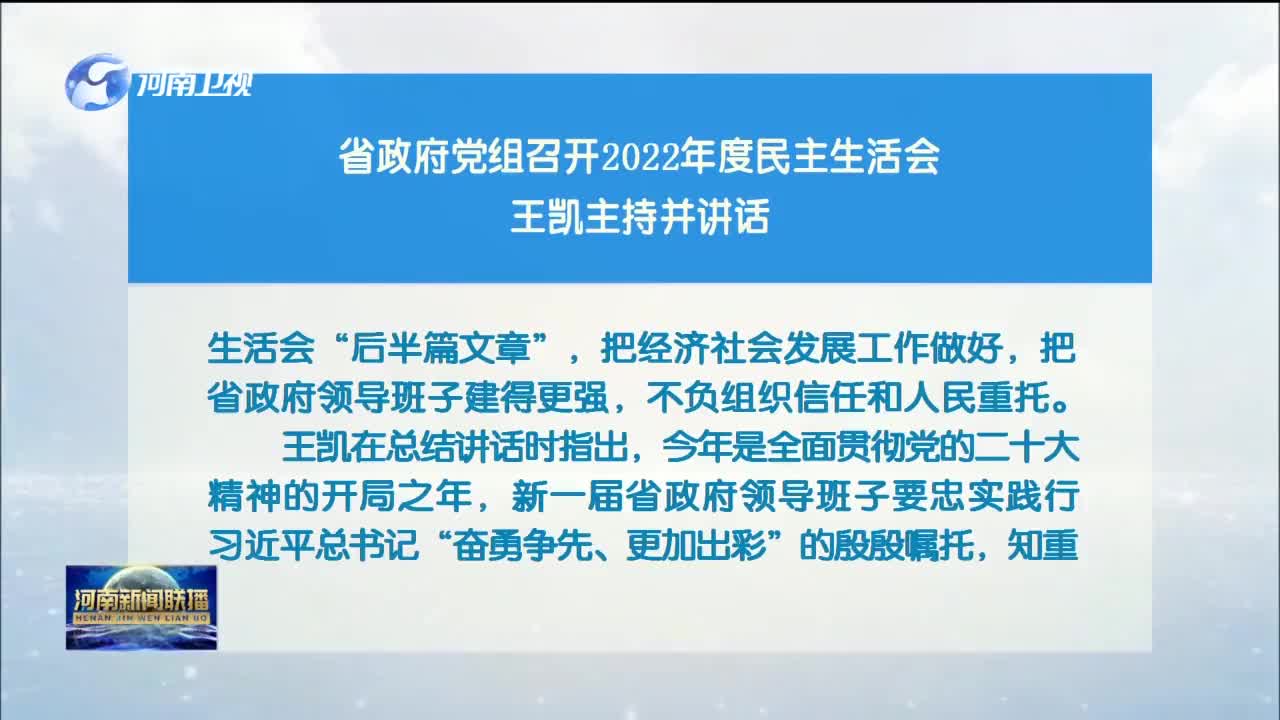 河南卫视
省政府党组召开2022年度民主生活会
王凯主持并讲话
生活会“后半篇文章”，把经济社会发展工作做好，把
省政府领导班子建得更强，不负组织信任和人民重托。
王凯在总结讲话时指出，今年是全面贯彻党的二十大
精神的开局之年，新一届省政府领导班子要忠实践行
习近平总书记“奋勇争先、更加出彩”的殷殷嘱托，知重
河南新闻联播
HENAN XIN WEN LIAN BO